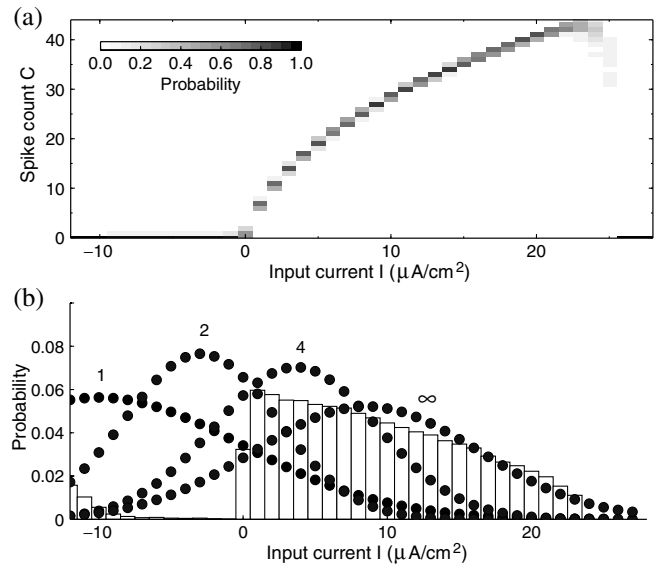 (a)
40
30
20
10
0
Spike count C
0.0 0.2 0.4 0.6 0.8 1.0
Probability
−10 0 10 20
Input current I (μA/cm²)
(b)
0.08
0.06
0.04
0.02
0
Probability
1
2
4
∞
−10 0 10 20
Input current I (μA/cm²)